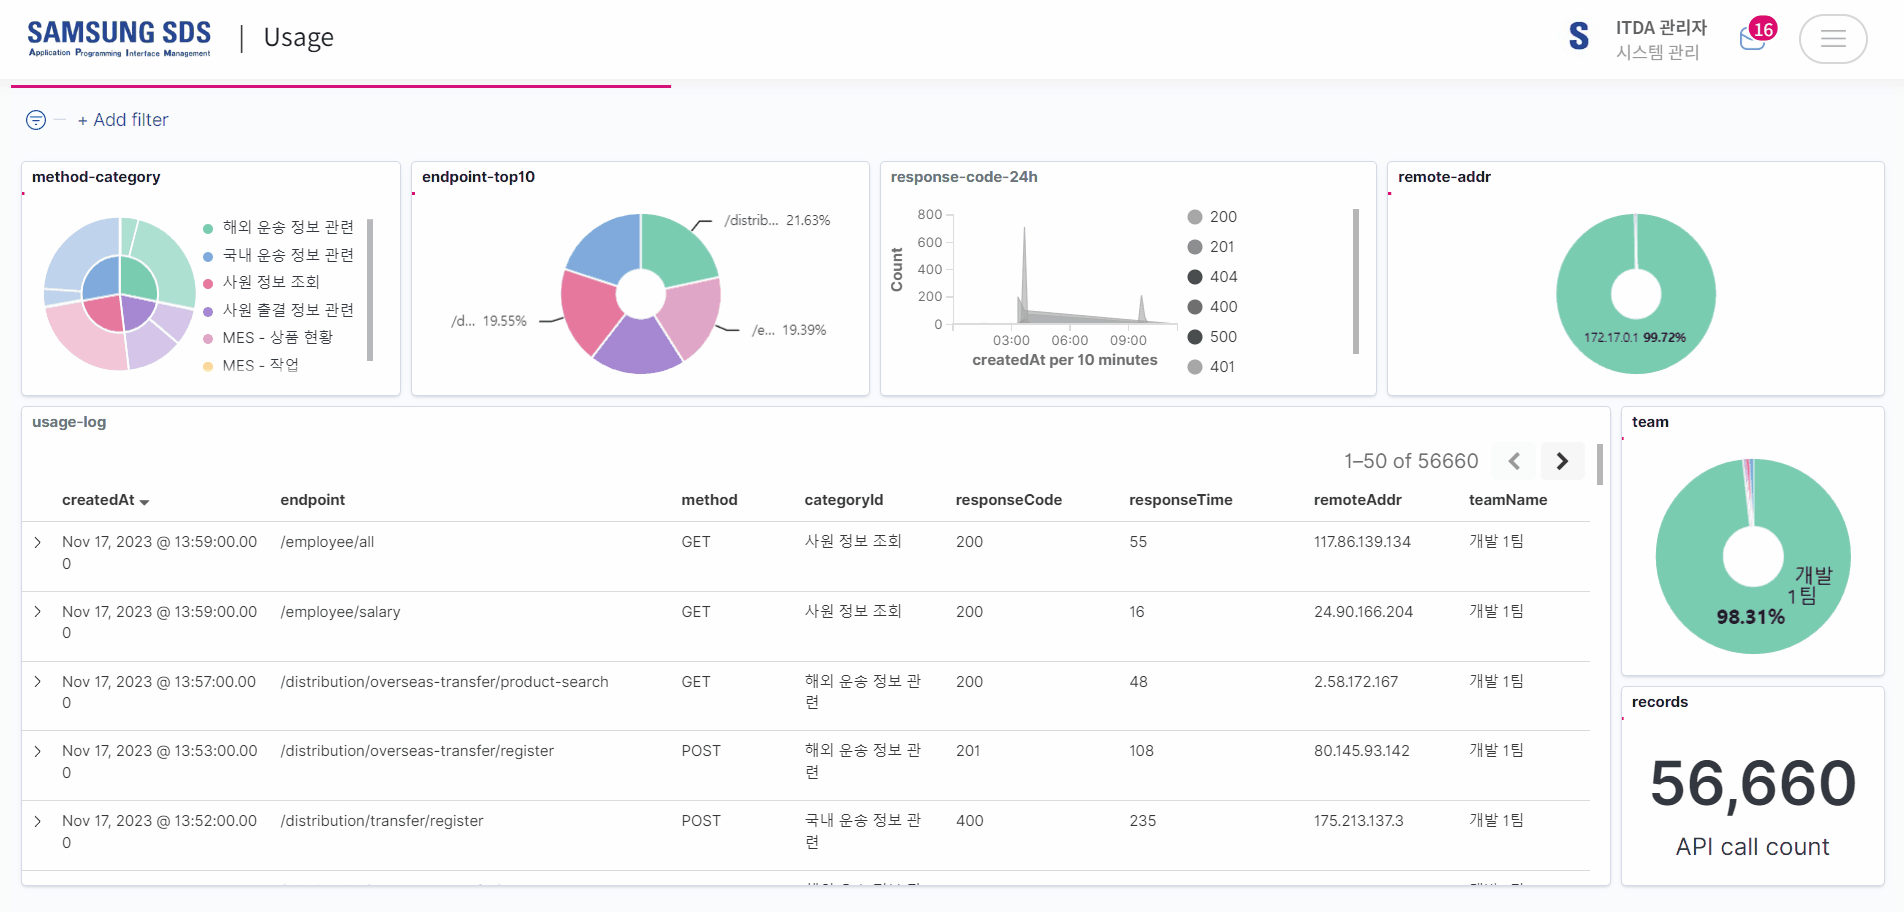 SAMSUNG SDS
Application Programming Interface Management
Usage
ITDA 관리자
시스템 관리
16
+ Add filter
method-category
해외 운송 정보 관련
국내 운송 정보 관련
사원 정보 조회
사원 출결 정보 관련
MES - 상품 현황
MES - 작업
endpoint-top10
/distrib... 21.63%
/d... 19.55%
/e... 19.39%
response-code-24h
Count
800
600
400
200
0
03:00 06:00 09:00
createdAt per 10 minutes
200
201
404
400
500
401
remote-addr
172.17.0.1 99.72%
usage-log
1–50 of 56660
createdAt endpoint method categoryId responseCode responseTime remoteAddr teamName
Nov 17, 2023 @ 13:59:00.00 /employee/all GET 사원 정보 조회 200 55 117.86.139.134 개발 1팀
0
Nov 17, 2023 @ 13:59:00.00 /employee/salary GET 사원 정보 조회 200 16 24.90.166.204 개발 1팀
0
Nov 17, 2023 @ 13:57:00.00 /distribution/overseas-transfer/product-search GET 해외 운송 정보 관 200 48 2.58.172.167 개발 1팀
0 련
Nov 17, 2023 @ 13:53:00.00 /distribution/overseas-transfer/register POST 해외 운송 정보 관 201 108 80.145.93.142 개발 1팀
0 련
Nov 17, 2023 @ 13:52:00.00 /distribution/transfer/register POST 국내 운송 정보 관 400 235 175.213.137.3 개발 1팀
0 련
team
개발
1팀
98.31%
records
56,660
API call count